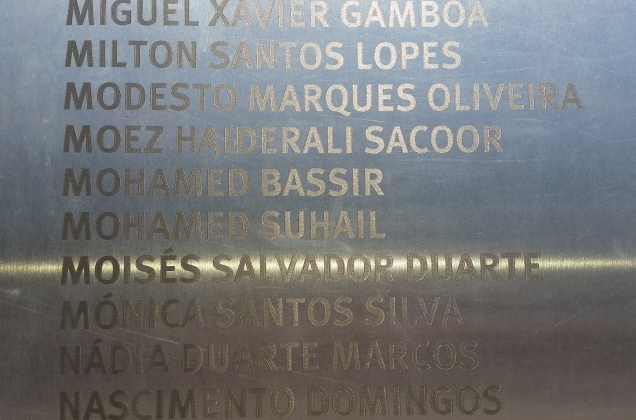 MIGUEL XAVIER GAMBOA
MILTON SANTOS LOPES
MODESTO MARQUES OLIVEIRA
MOEZ HAIDERALI SACOOR
MOHAMED BASSIR
MOHAMED SUHAIL
MOISÉS SALVADOR DUARTE
MÓNICA SANTOS SILVA
NÁDIA DUARTE MARCOS
NASCIMENTO DOMINGOS